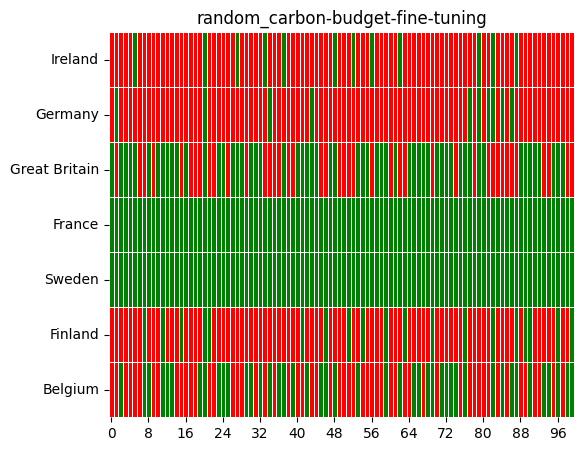 random_carbon-budget-fine-tuning
Ireland
Germany
Great Britain
France
Sweden
Finland
Belgium
0 8 16 24 32 40 48 56 64 72 80 88 96